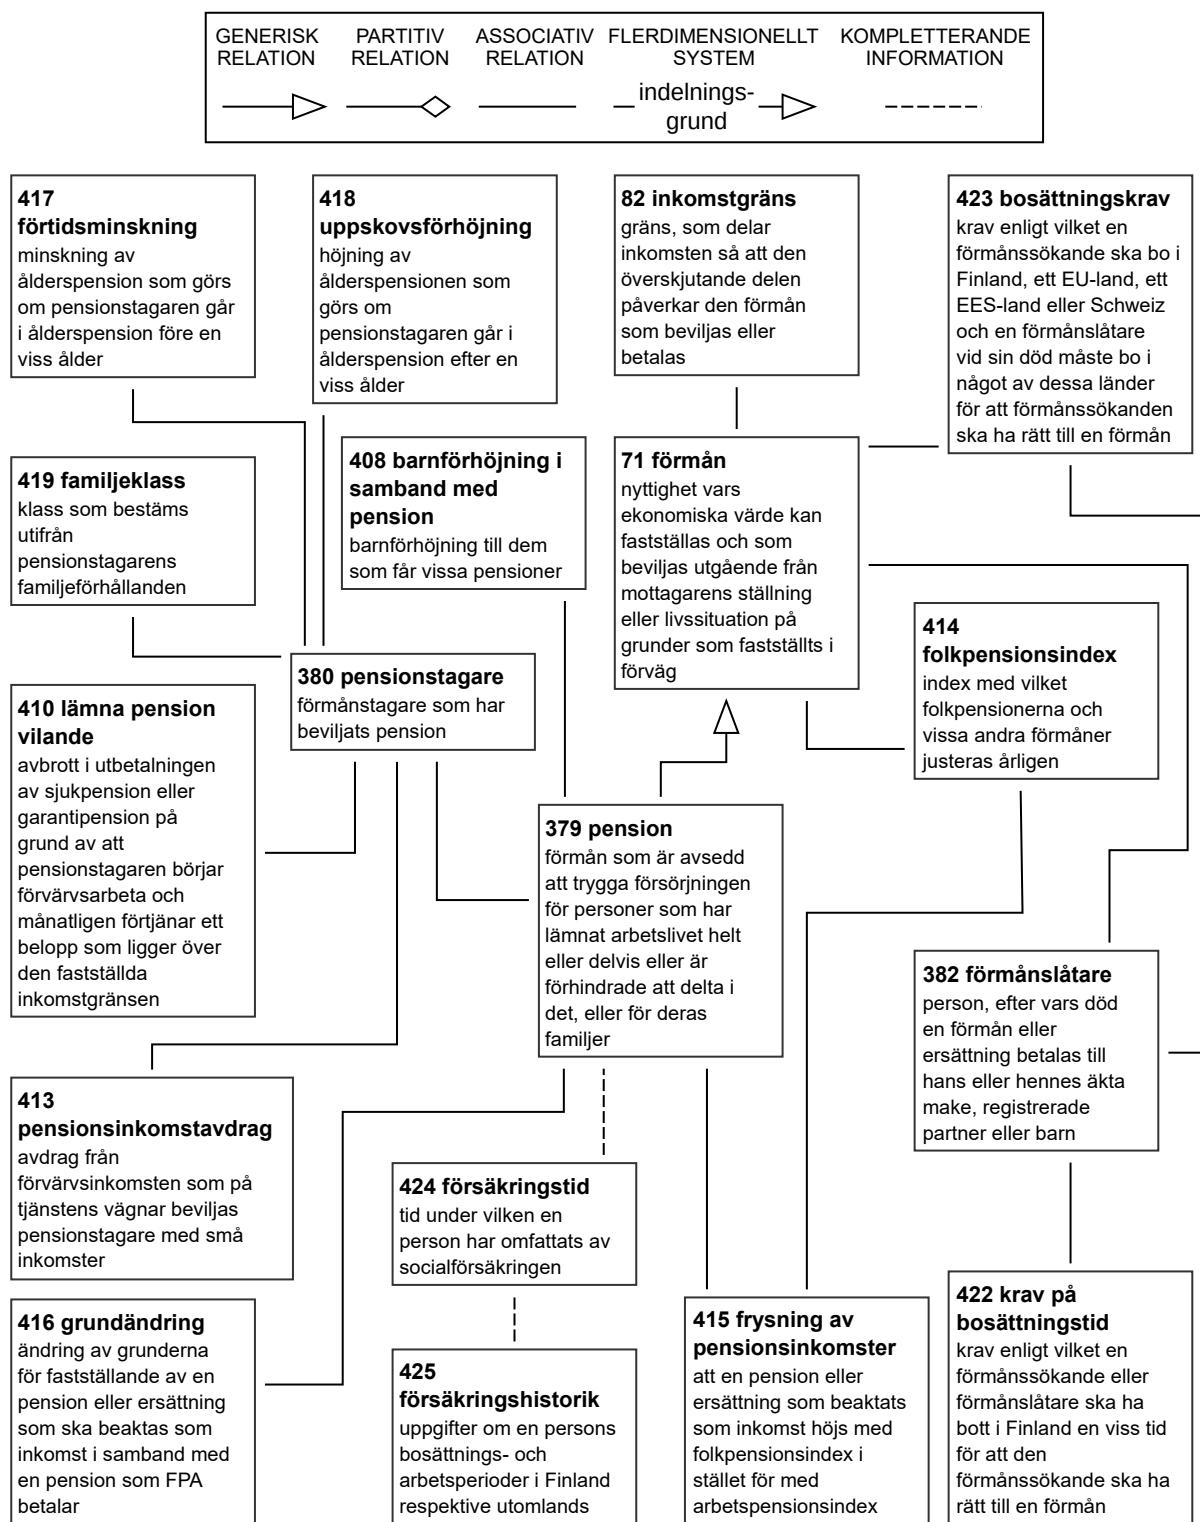 GENERISK
RELATION
PARTITIV
RELATION
ASSOCIATIV
RELATION
FLERDIMENSIONELLT
SYSTEM
indelnings-
grund
KOMPLETTERANDE
INFORMATION
417
förtidsminskning
minskning av
ålderspension som görs
om pensionstagaren går
i ålderspension före en
viss ålder
418
uppskovsförhöjning
höjning av
ålderspensionen som
görs om
pensionstagaren går i
ålderspension efter en
viss ålder
82 inkomstgräns
gräns, som delar
inkomsten så att den
överskjutande delen
påverkar den förmån
som beviljas eller
betalas
423 bosättningskrav
krav enligt vilket en
förmånssökande ska bo i
Finland, ett EU-land, ett
EES-land eller Schweiz
och en förmånslåtare
vid sin död måste bo i
något av dessa länder
för att förmånssökanden
ska ha rätt till en förmån
419 familjeklass
klass som bestäms
utifrån
pensionstagarens
familjeförhållanden
408 barnförhöjning i
samband med
pension
barnförhöjning till dem
som får vissa pensioner
71 förmån
nyttighet vars
ekonomiska värde kan
fastställas och som
beviljas utgående från
mottagarens ställning
eller livssituation på
grunder som fastställts i
förväg
414
folkpensionsindex
index med vilket
folkpensionerna och
vissa andra förmåner
justeras årligen
380 pensionstagare
förmånstagare som har
beviljats pension
410 lämna pension
vilande
avbrott i utbetalningen
av sjukpension eller
garantipension på
grund av att
pensionstagaren börjar
förvärvsarbeta och
månatligen förtjänar ett
belopp som ligger över
den fastställda
inkomstgränsen
379 pension
förmån som är avsedd
att trygga försörjningen
för personer som har
lämnat arbetslivet helt
eller delvis eller är
förhindrade att delta i
det, eller för deras
familjer
382 förmånslåtare
person, efter vars död
en förmån eller
ersättning betalas till
hans eller hennes äkta
make, registrerade
partner eller barn
413
pensionsinkomstavdrag
avdrag från
förvärvsinkomsten som på
tjänstens vägnar beviljas
pensionstagare med små
inkomster
424 försäkringstid
tid under vilken en
person har omfattats av
socialförsäkringen
416 grundändring
ändring av grunderna
för fastställande av en
pension eller ersättning
som ska beaktas som
inkomst i samband med
en pension som FPA
betalar
425
försäkringshistorik
uppgifter om en persons
bosättnings- och
arbetsperioder i Finland
respektive utomlands
415 frysning av
pensionsinkomster
att en pension eller
ersättning som beaktats
som inkomst höjs med
folkpensionsindex i
stället för med
arbetspensionsindex
422 krav på
bosättningstid
krav enligt vilket en
förmånssökande eller
förmånslåtare ska ha
bott i Finland en viss tid
för att den
förmånssökande ska ha
rätt till en förmån